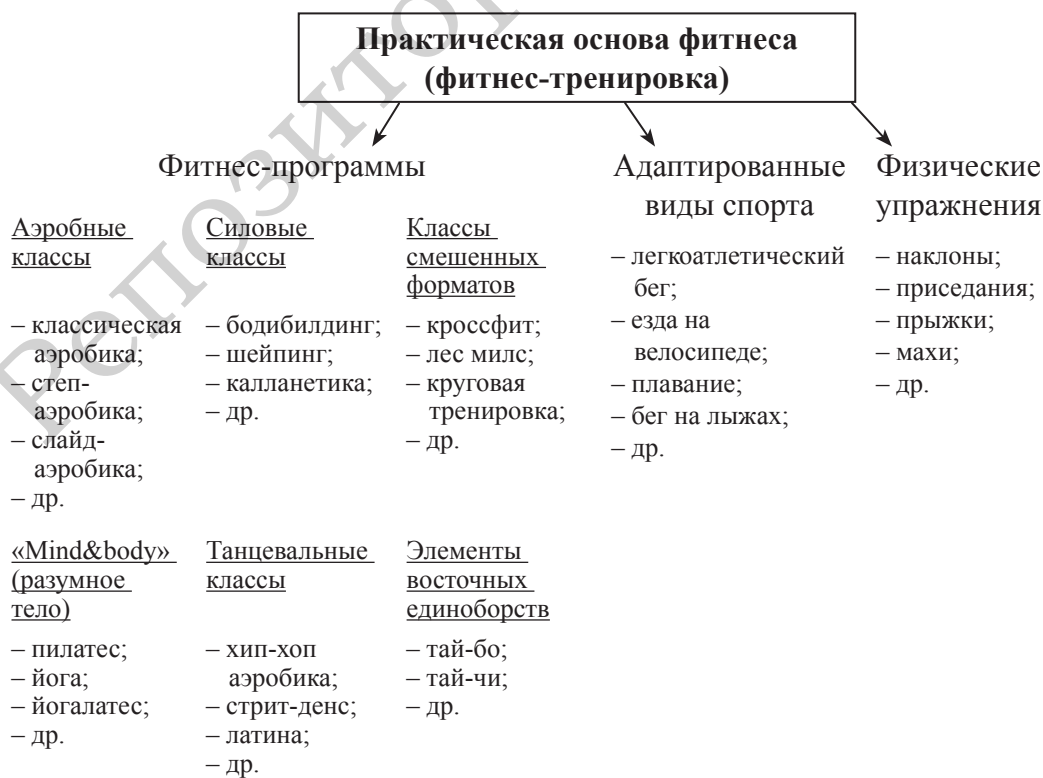 Практическая основа фитнеса
(фитнес-тренировка)
Фитнес-программы
Адаптированные
виды спорта
Физические
упражнения
Аэробные
классы
– классическая
аэробика;
– степ-
аэробика;
– слайд-
аэробика;
– др.
Силовые
классы
– бодибилдинг;
– шейпинг;
– калланетика;
– др.
Классы
смешенных
форматов
– кроссфит;
– лес милс;
– круговая
тренировка;
– др.
– легкоатлетический
бег;
– езда на
велосипеде;
– плавание;
– бег на лыжах;
– др.
– наклоны;
– приседания;
– прыжки;
– махи;
– др.
«Mind&body»
(разумное
тело)
– пилатес;
– йога;
– йогалатес;
– др.
Танцевальные
классы
– хип-хоп
аэробика;
– стрит-денс;
– латина;
– др.
Элементы
восточных
единоборств
– тай-бо;
– тай-чи;
– др.